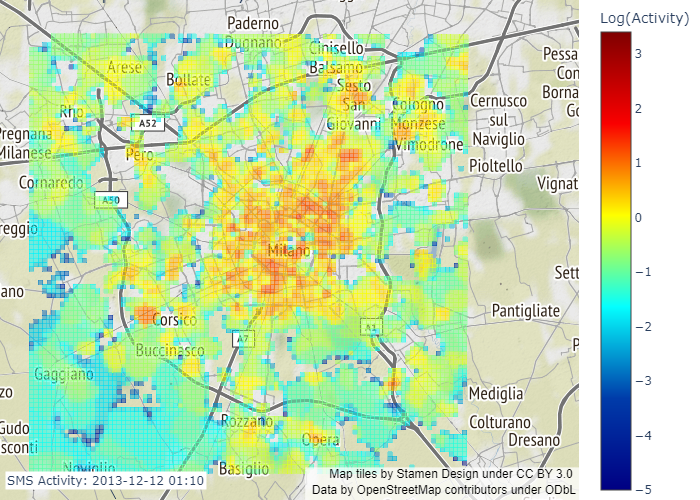 Paderno
Dugnano
Cinisello
Balsamo
Arese
Bollate
Sesto
San
Giovanni
Cologno
Monzese
Vimodrone
Cernusco
sul
Naviglio
Pioltello
Pessa
Con
Borna
Go
Rho
A52
Pregnana
Milanese
Pero
Cornaredo
A50
Vignat
reggio
Milano
Sett
ano
Pantigliate
Corsico
A7
A1
P
Buccinasco
Gaggiano
zo
Mediglia
Gudo
sconti
Rozzano
Opera
Colturano
Dresano
Noviglio
Basiglio
SMS Activity: 2013-12-12 01:10
Map tiles by Stamen Design under CC BY 3.0
Data by OpenStreetMap contributors under ODbL
Log(Activity)
3
2
1
0
−1
−2
−3
−4
−5